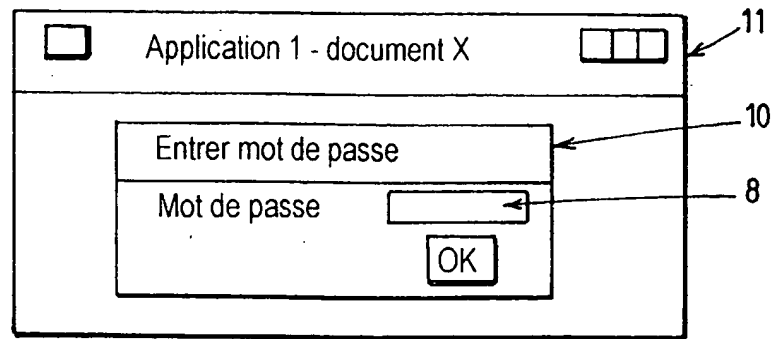 11
Application 1 - document X
10
Entrer mot de passe
Mot de passe
8
OK